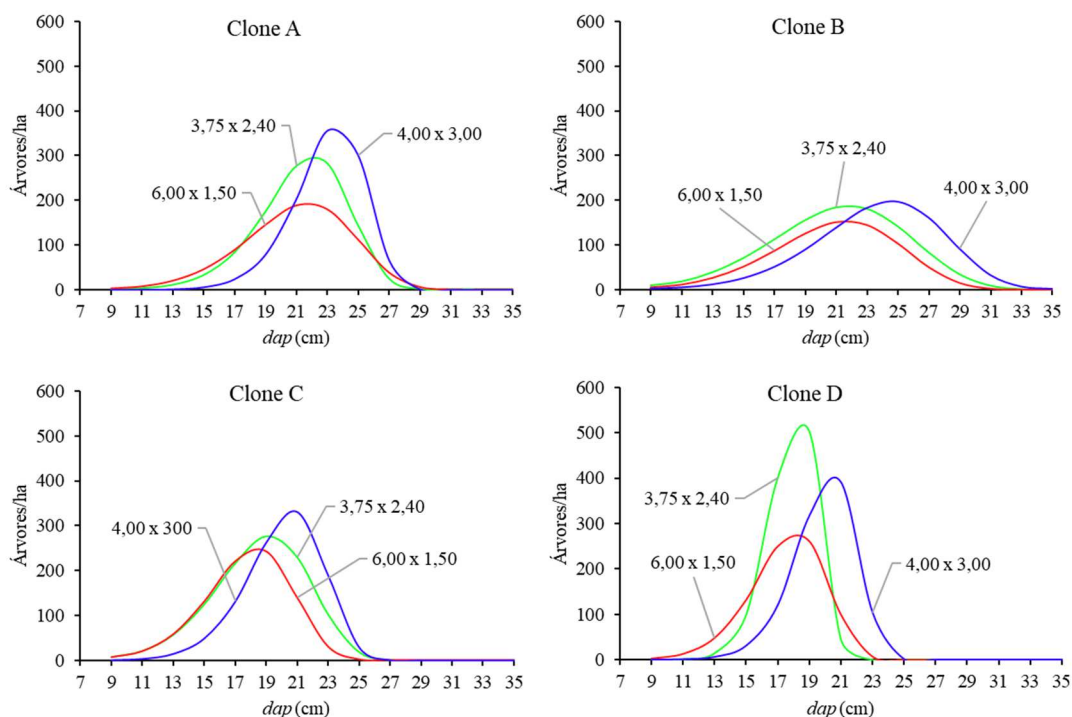 Clone A
600
500
400
300
200
100
0
Árvores/ha
3,75 x 2,40
4,00 x 3,00
6,00 x 1,50
7 9 11 13 15 17 19 21 23 25 27 29 31 33 35
dap (cm)
Clone B
600
500
400
300
200
100
0
Árvores/ha
3,75 x 2,40
6,00 x 1,50
4,00 x 3,00
7 9 11 13 15 17 19 21 23 25 27 29 31 33 35
dap (cm)
Clone C
600
500
400
300
200
100
0
Árvores/ha
3,75 x 2,40
4,00 x 300
6,00 x 1,50
7 9 11 13 15 17 19 21 23 25 27 29 31 33 35
dap (cm)
Clone D
600
500
400
300
200
100
0
Árvores/ha
3,75 x 2,40
6,00 x 1,50
4,00 x 3,00
7 9 11 13 15 17 19 21 23 25 27 29 31 33 35
dap (cm)